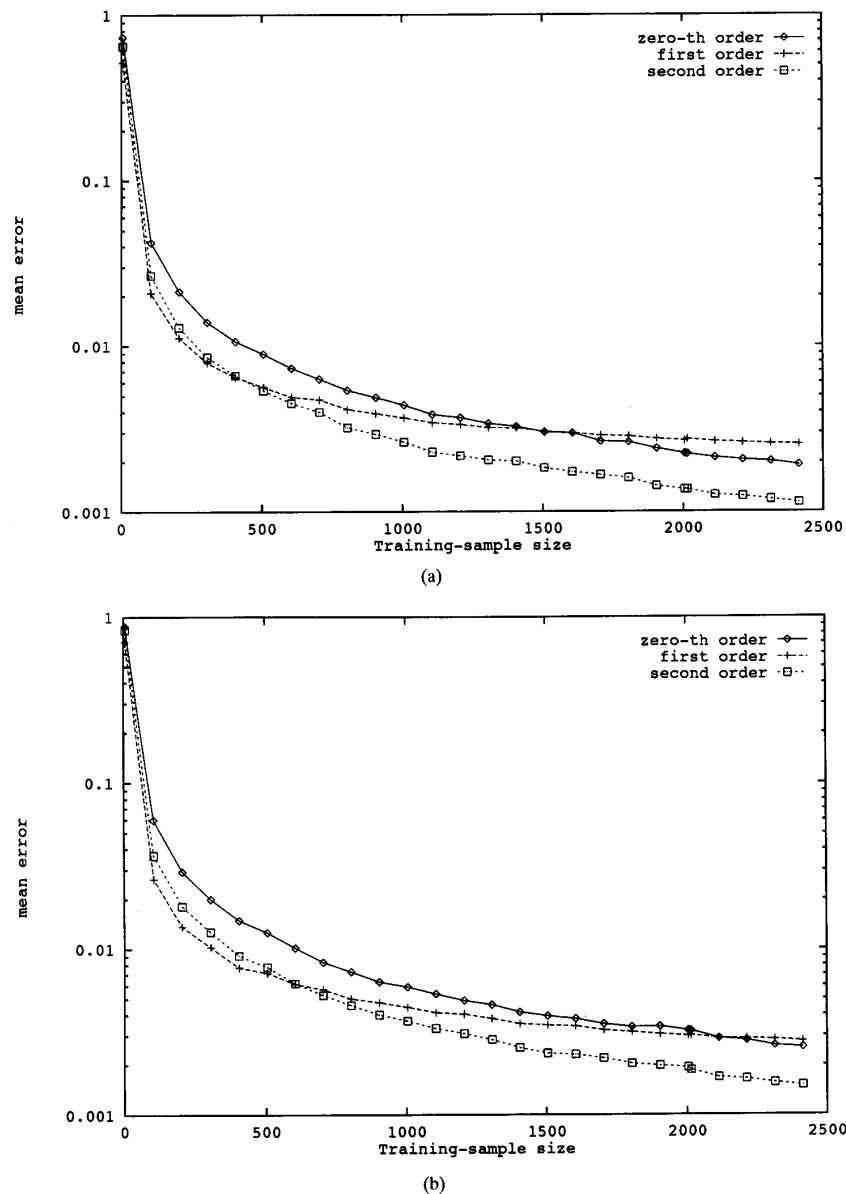 1
zero-th order
first order
second order
0.1
mean error
0.01
0.001
0
500
1000
1500
2000
2500
Training-sample size
(a)
1
zero-th order
first order
second order
0.1
mean error
0.01
0.001
0
500
1000
1500
2000
2500
Training-sample size
(b)